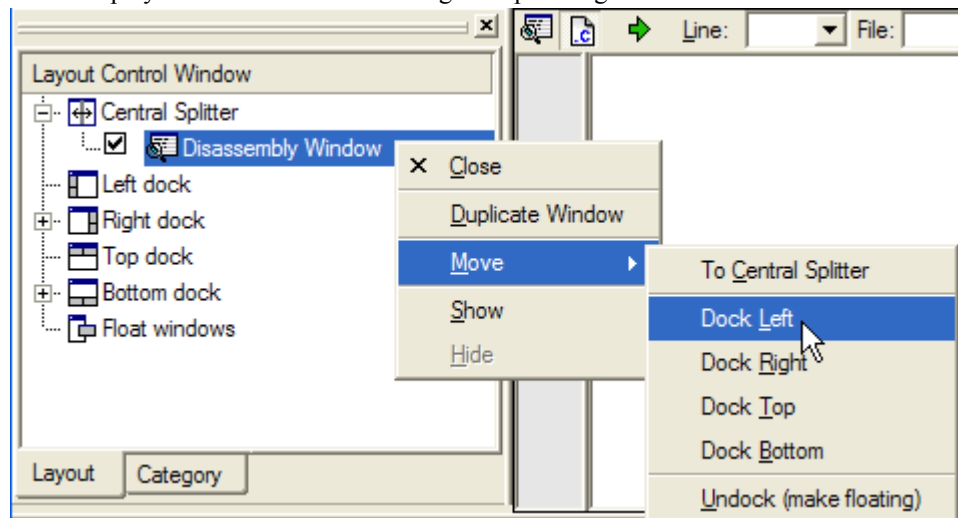 Layout Control Window
Central Splitter
Disassembly Window
Left dock
Right dock
Top dock
Bottom dock
Float windows
Layout
Category
.c
Line:
File:
Close
Duplicate Window
Move
Show
Hide
To Central Splitter
Dock Left
Dock Right
Dock Top
Dock Bottom
Undock (make floating)